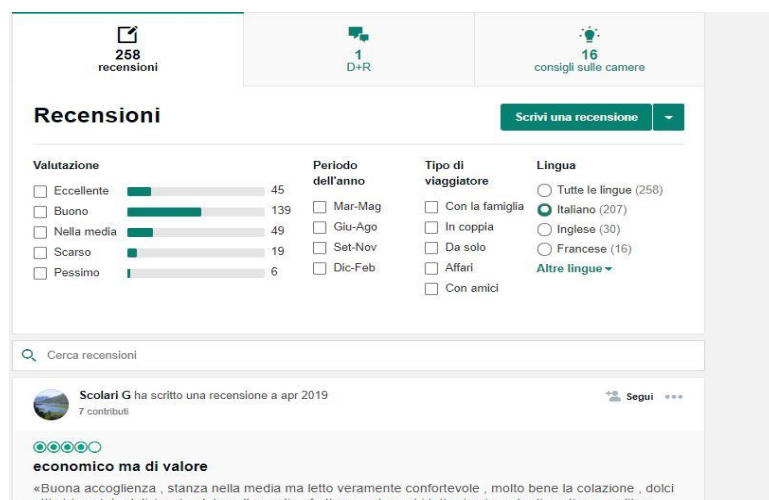 258
recensioni
1
D+R
16
consigli sulle camere
Recensioni
Scrivi una recensione
Valutazione
Eccellente 45
Buono 139
Nella media 49
Scarso 19
Pessimo 6
Periodo
dell'anno
Mar-Mag
Giu-Ago
Set-Nov
Dic-Feb
Tipo di
viaggiatore
Con la famiglia
In coppia
Da solo
Affari
Con amici
Lingua
Tutte le lingue (258)
Italiano (207)
Inglese (30)
Francese (16)
Altre lingue
Cerca recensioni
Scolari G ha scritto una recensione a apr 2019
7 contributi
Segui
economico ma di valore
«Buona accoglienza , stanza nella media ma letto veramente confortevole , molto bene la colazione , dolci